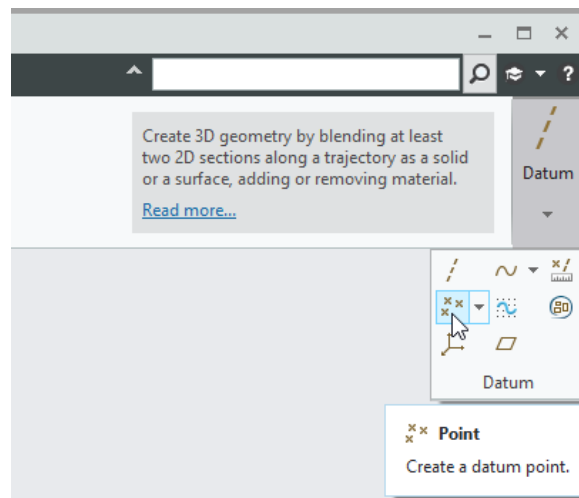 ?
Create 3D geometry by blending at least
two 2D sections along a trajectory as a solid
or a surface, adding or removing material.
Read more...
Datum
Datum
Point
Create a datum point.